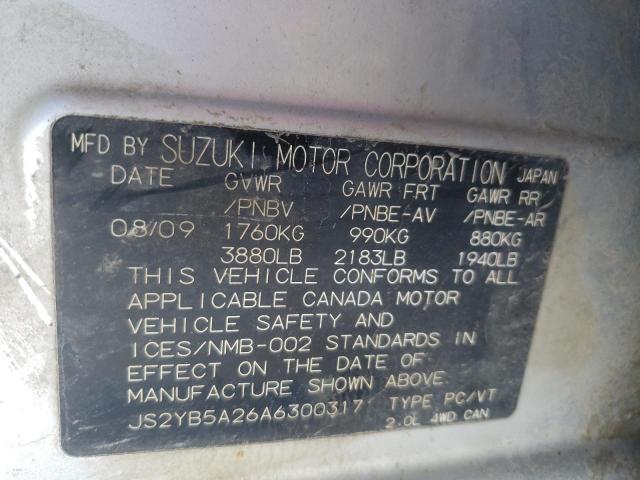 MFD BY SUZUKI MOTOR CORPORATION JAPAN
DATE GVWR GAWR FRT GAWR RR
/PNBV /PNBE-AV /PNBE-AR
08/09 1760KG 990KG 880KG
3880LB 2183LB 1940LB
THIS VEHICLE CONFORMS TO ALL
APPLICABLE CANADA MOTOR
VEHICLE SAFETY AND
ICES/NMB-002 STANDARDS IN
EFFECT ON THE DATE OF
MANUFACTURE SHOWN ABOVE.
JS2YB5A26A6300317 TYPE PC/VT
2.0L 4WD CAN